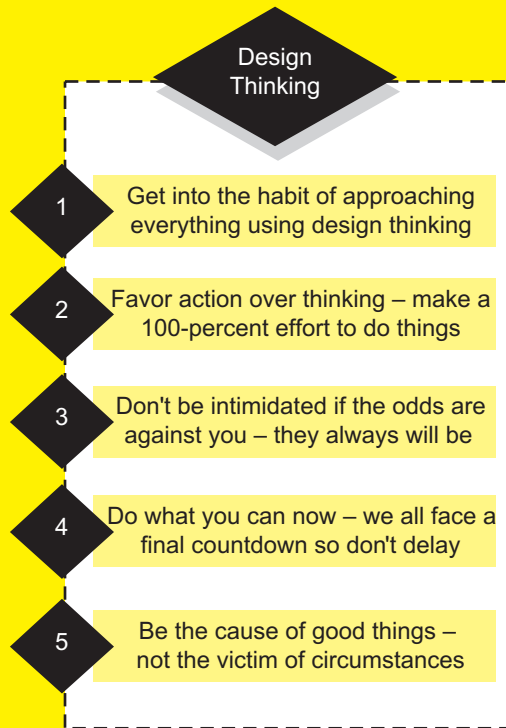 Design
Thinking
1
Get into the habit of approaching
everything using design thinking
2
Favor action over thinking – make a
100-percent effort to do things
3
Don't be intimidated if the odds are
against you – they always will be
4
Do what you can now – we all face a
final countdown so don't delay
5
Be the cause of good things –
not the victim of circumstances